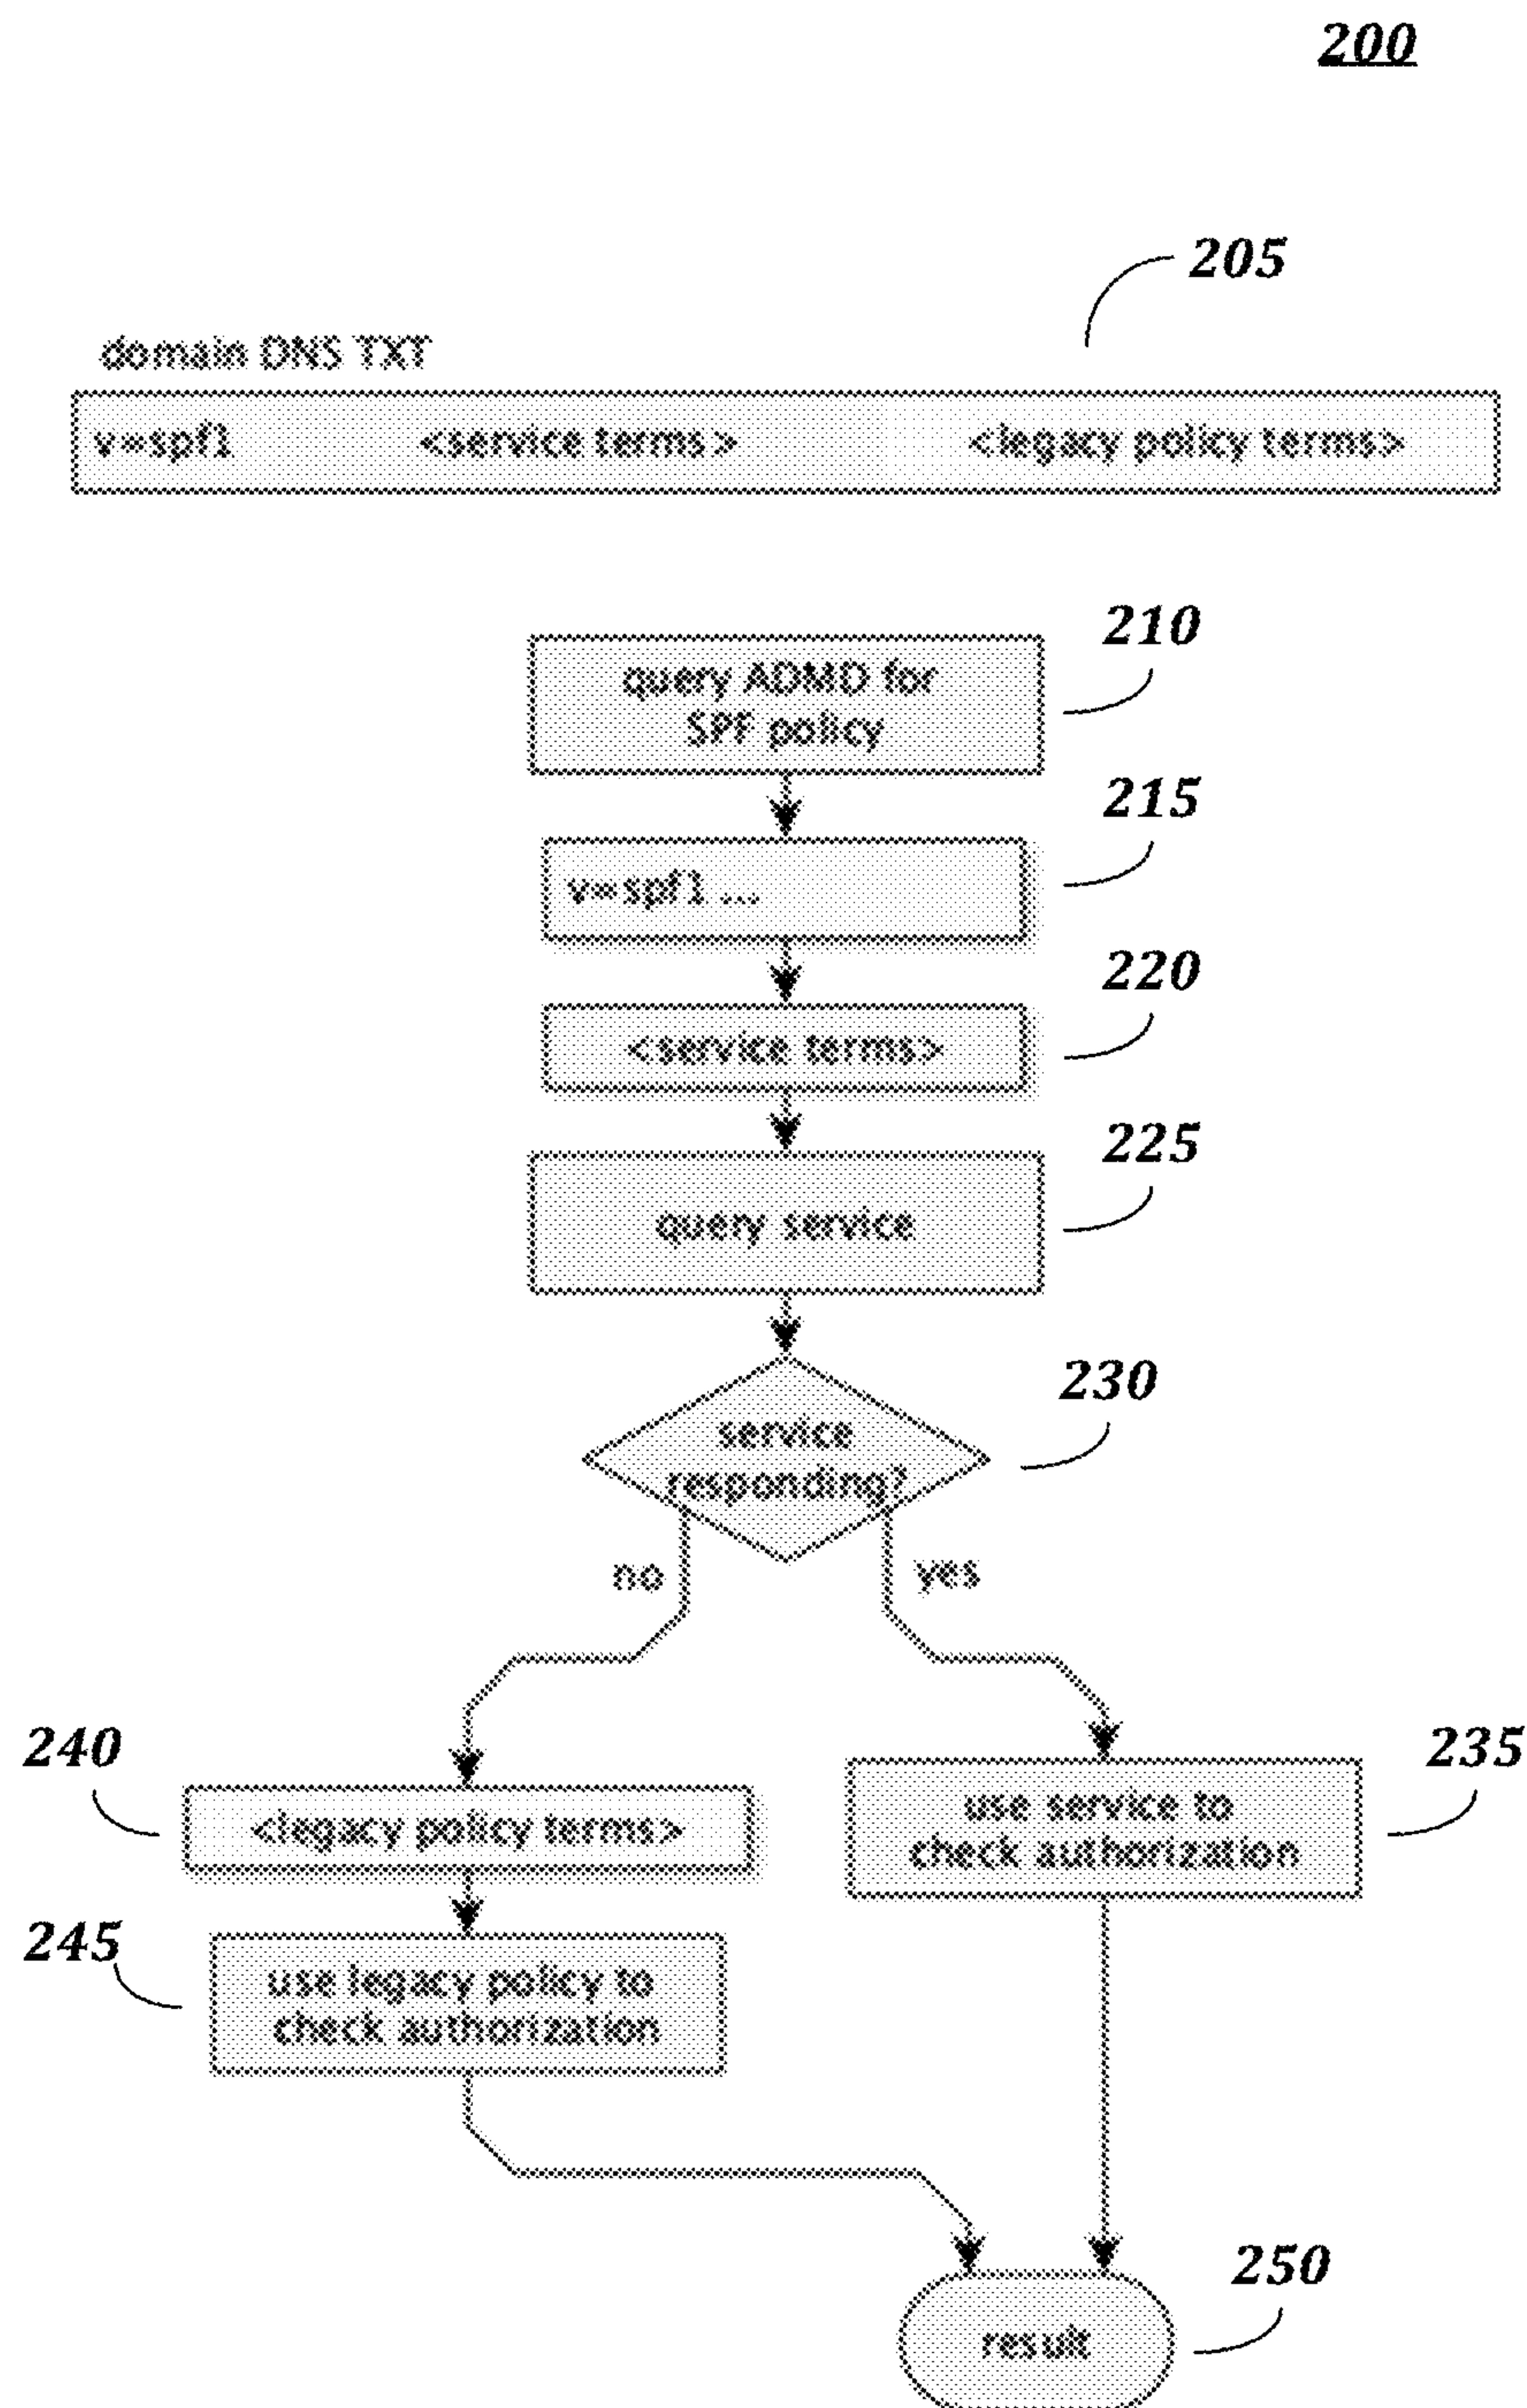 200
205
domain DNS TXT
v=spf1 <service terms> <legacy policy terms>
210
query ADMD for
SPF policy
215
v=spf1 ...
220
<service terms>
225
query service
230
service
responding?
no
yes
240
<legacy policy terms>
235
use service to
check authorization
245
use legacy policy to
check authorization
250
result